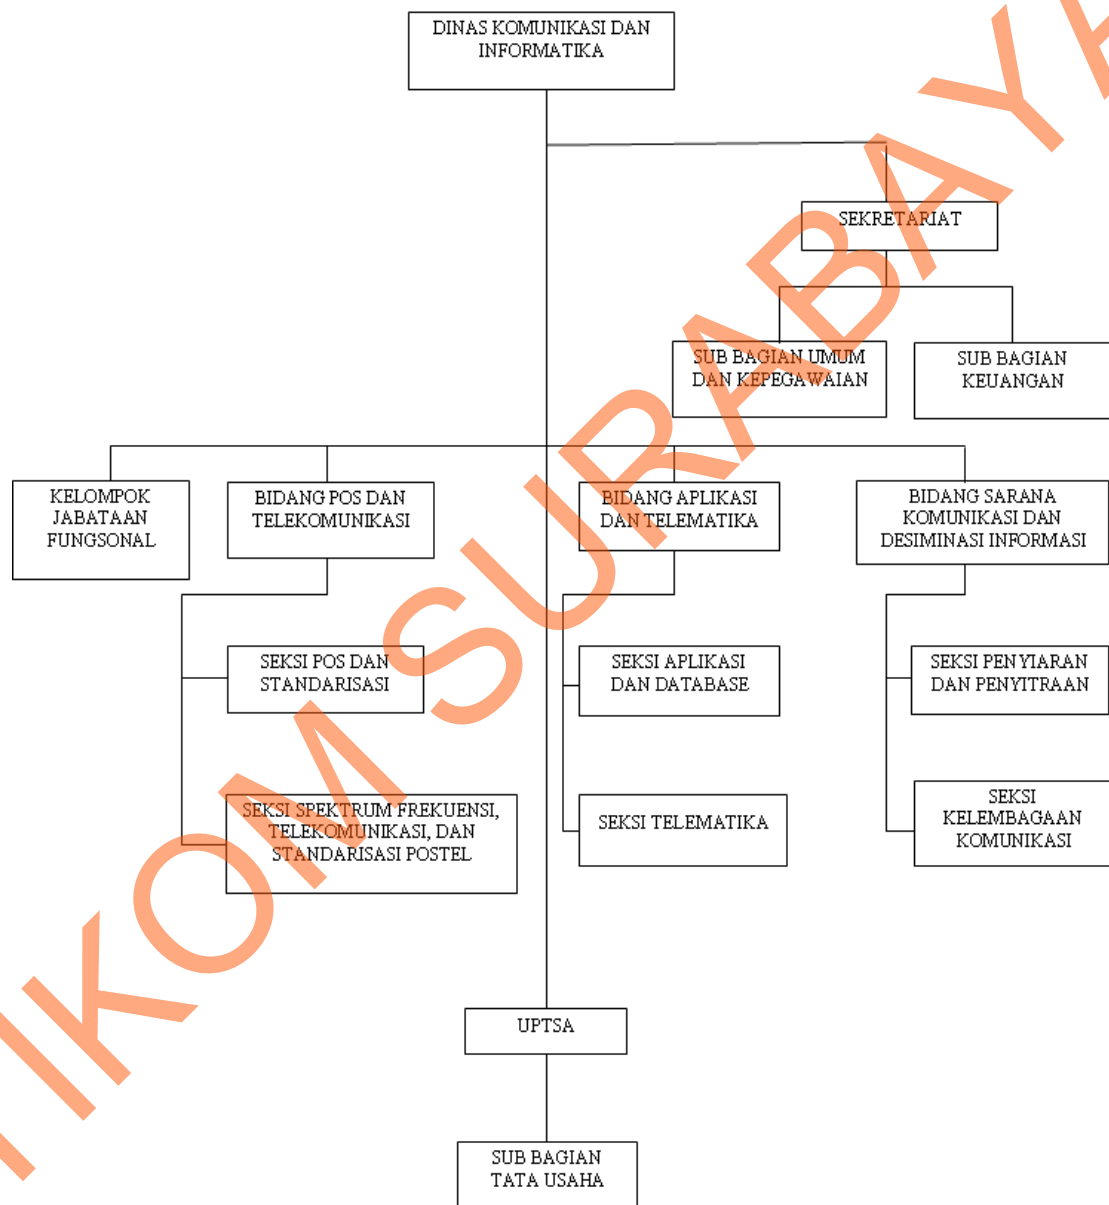 DINAS KOMUNIKASI DAN
INFORMATIKA
SEKRETARIAT
SUB BAGIAN UMUM
DAN KEPEGAWAIAN
SUB BAGIAN
KEUANGAN
KELOMPOK
JABATAAN
FUNGSONAL
BIDANG POS DAN
TELEKOMUNIKASI
BIDANG APLIKASI
DAN TELEMATIKA
BIDANG SARANA
KOMUNIKASI DAN
DESIMINASI INFORMASI
SEKSI POS DAN
STANDARISASI
SEKSI APLIKASI
DAN DATABASE
SEKSI PENYIARAN
DAN PENYITRAAN
SEKSI SPEKTRUM FREKUENSI,
TELEKOMUNIKASI, DAN
STANDARISASI POSTEL
SEKSI TELEMATIKA
SEKSI
KELEMBAGAAN
KOMUNIKASI
UPTSA
SUB BAGIAN
TATA USAHA
IKOM SURABAYA